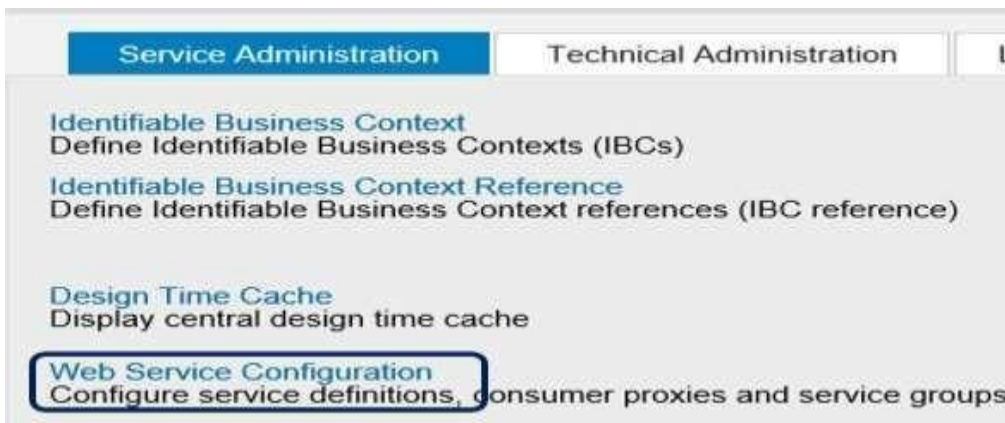 Service Administration Technical Administration
Identifiable Business Context
Define Identifiable Business Contexts (IBCs)
Identifiable Business Context Reference
Define Identifiable Business Context references (IBC reference)
Design Time Cache
Display central design time cache
Web Service Configuration
Configure service definitions, consumer proxies and service groups